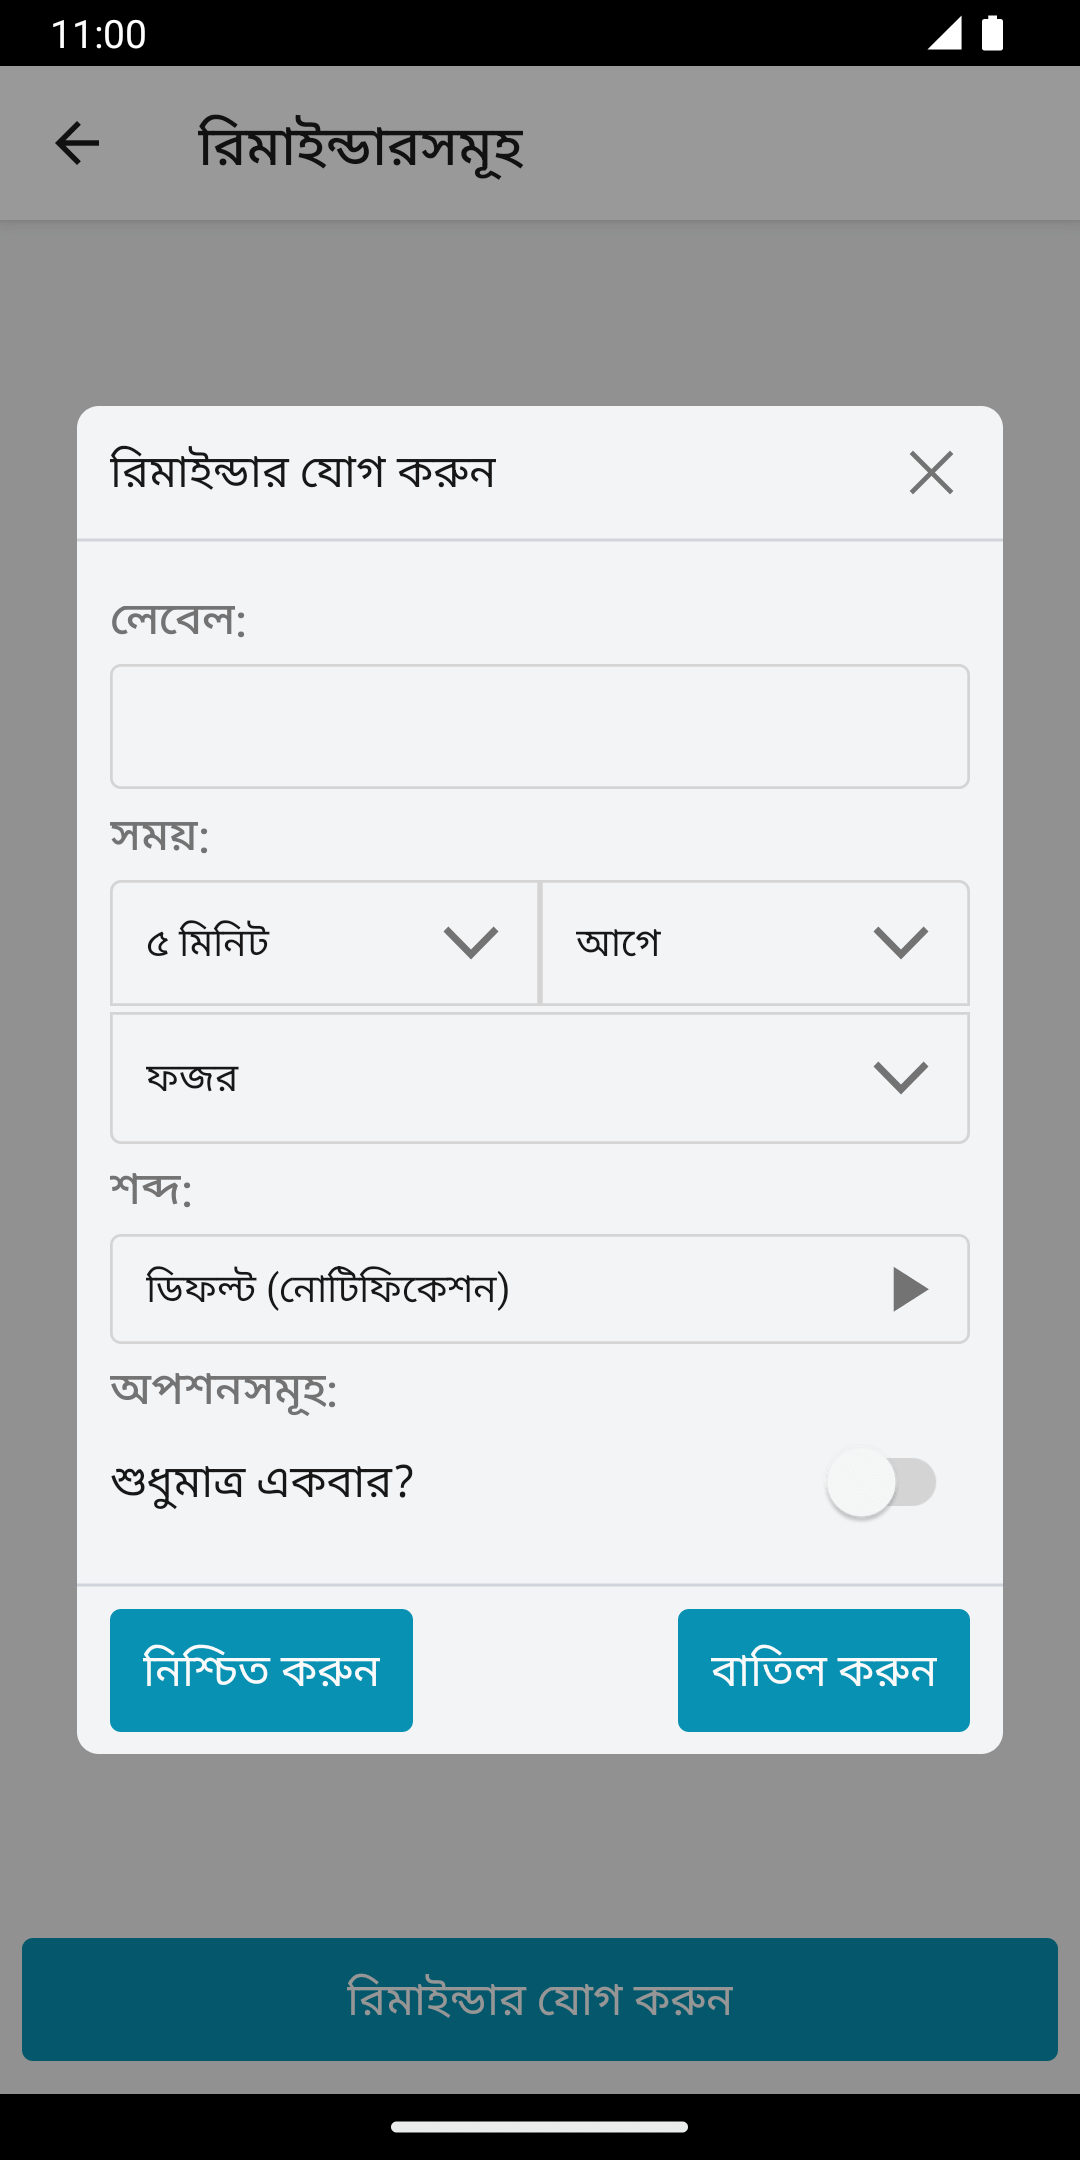 11:00
রিমাইন্ডারসমূহ
রিমাইন্ডার যোগ করুন
লেবেল:
সময়:
৫ মিনিট
আগে
ফজর
শব্দ:
ডিফল্ট (নোটিফিকেশন)
অপশনসমূহ:
শুধুমাত্র একবার?
নিশ্চিত করুন
বাতিল করুন
রিমাইন্ডার যোগ করুন